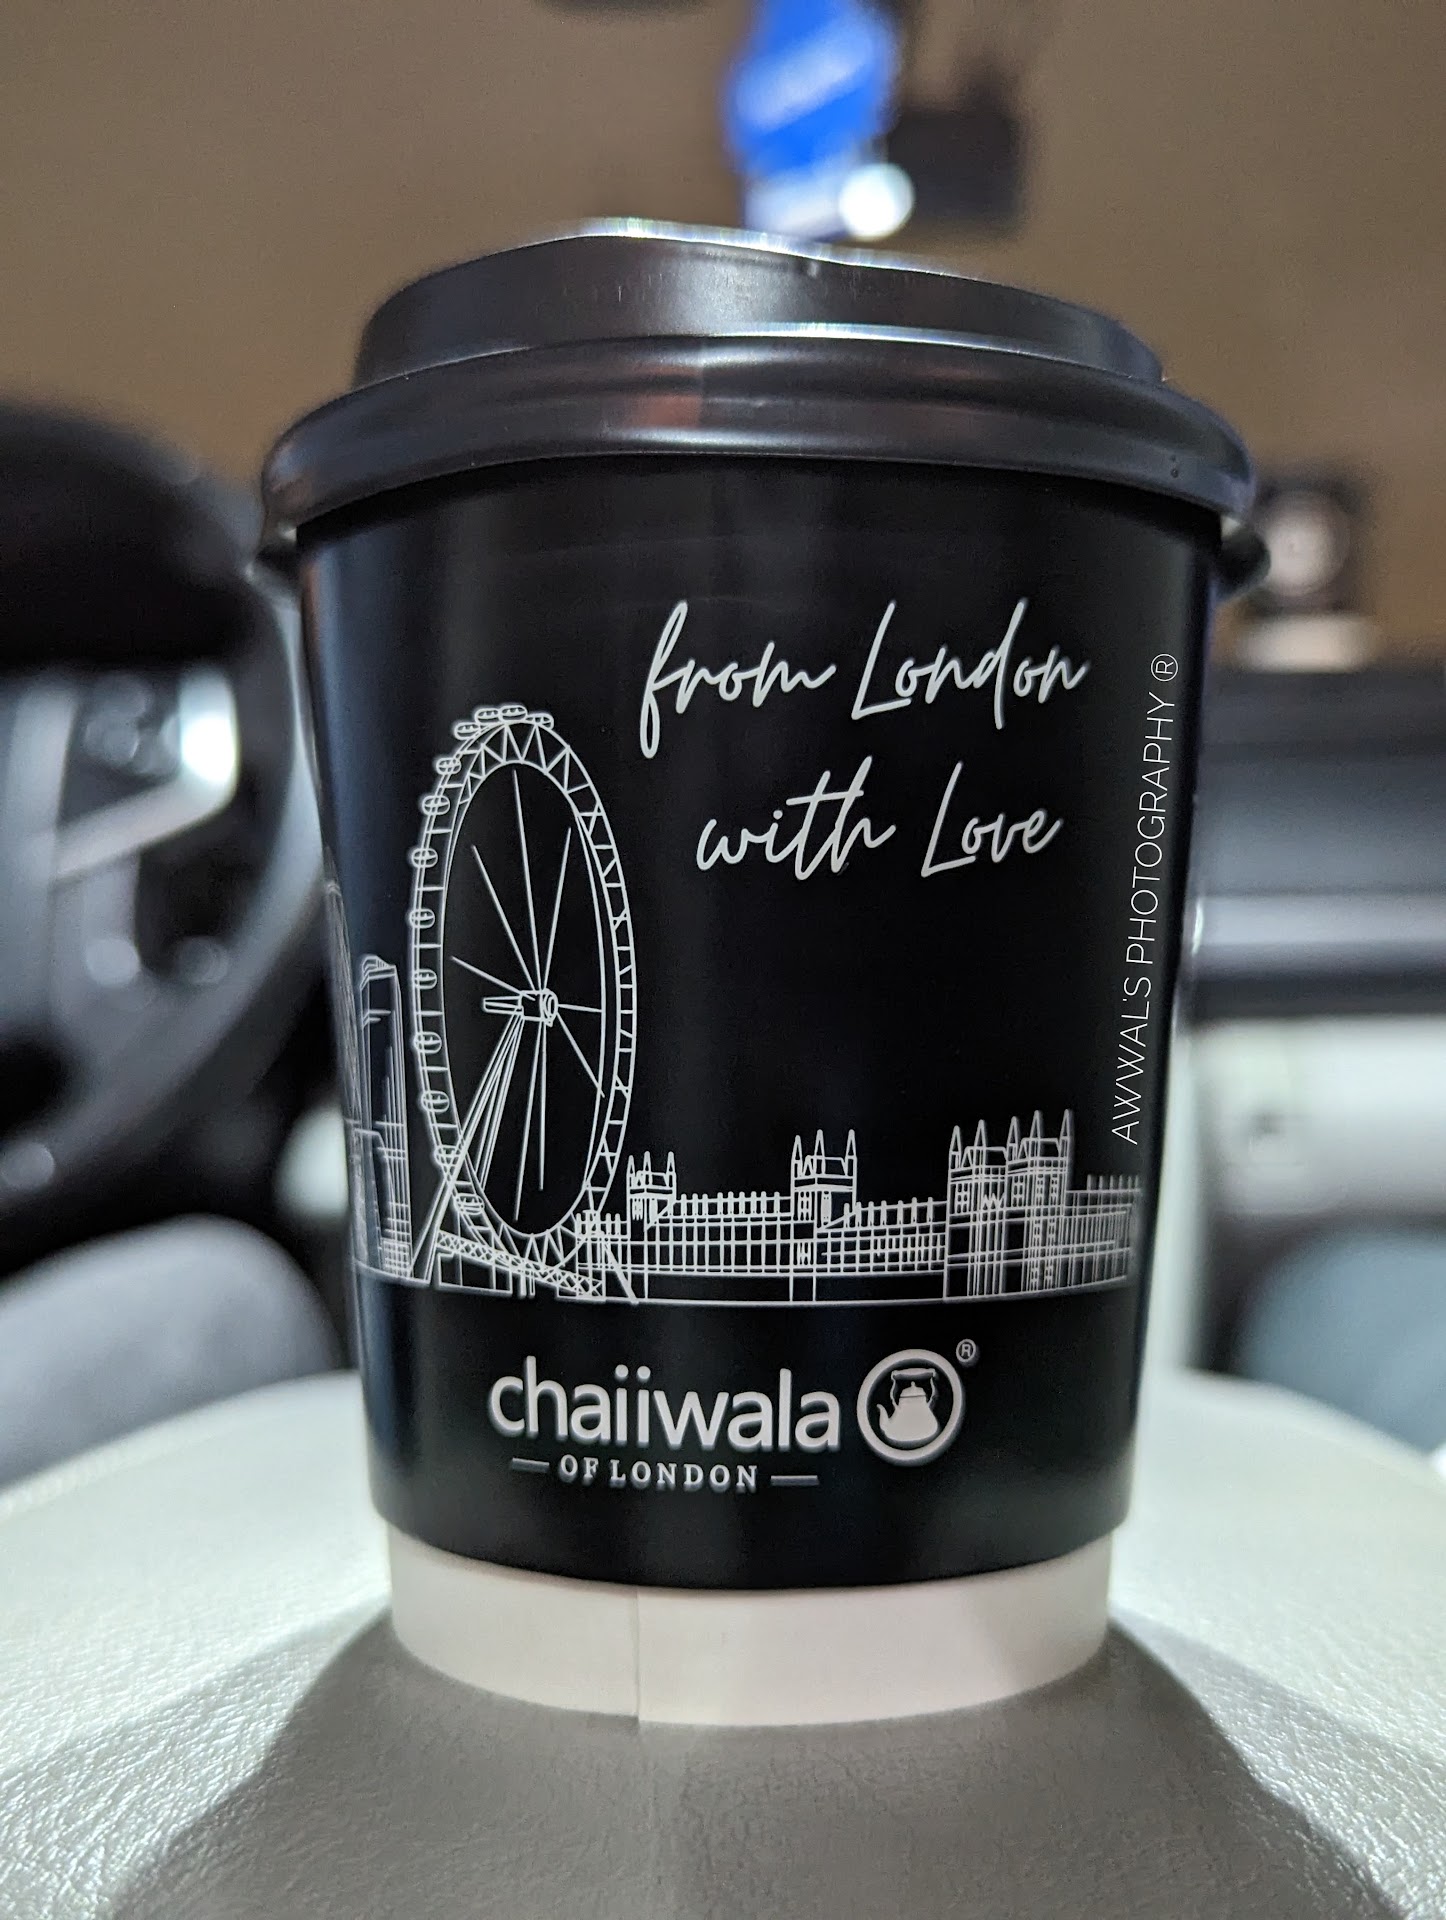 from London
with Love
AWWAL'S PHOTOGRAPHY ®
chaiiwala ®
OF LONDON